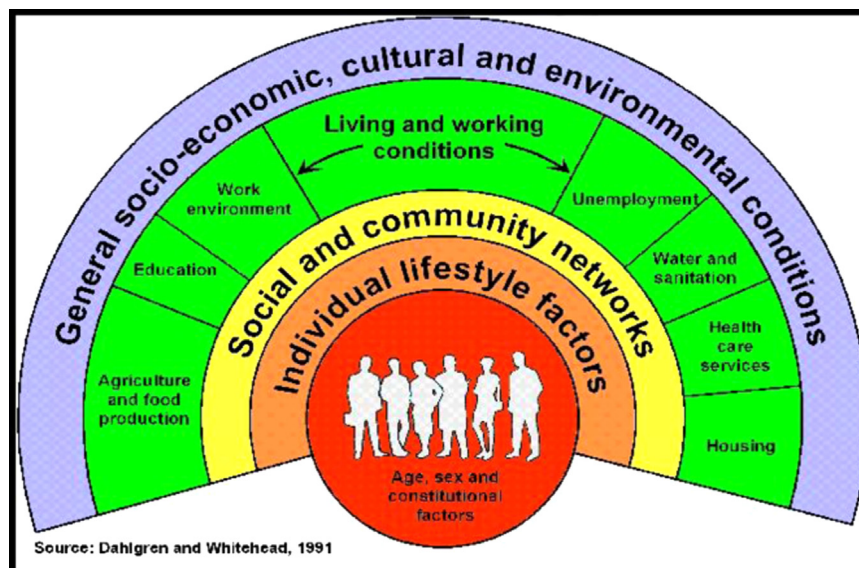 General socio-economic, cultural and environmental conditions
Living and working
conditions
Work
environment
Unemployment
Education
Water and
sanitation
Agriculture
and food
production
Health
care
services
Housing
Social and community networks
Individual lifestyle factors
Age, sex and
constitutional
factors
Source: Dahlgren and Whitehead, 1991